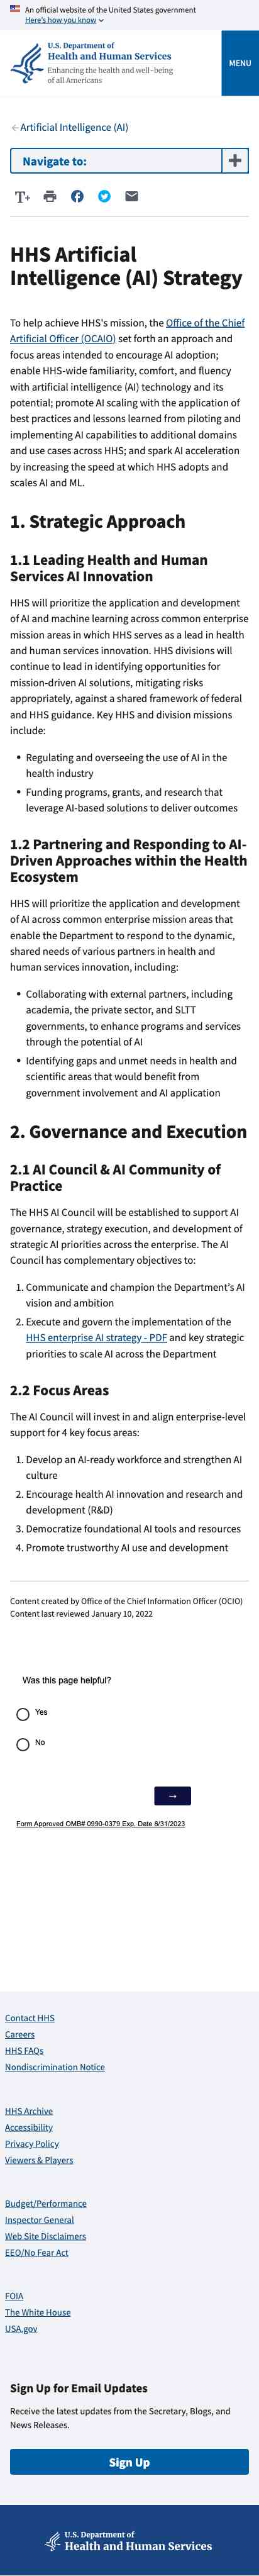 An official website of the United States government
Here's how you know
U.S. Department of
Health and Human Services
Enhancing the health and well-being
of all Americans
MENU
Artificial Intelligence (AI)
Navigate to:
T+
HHS Artificial
Intelligence (AI) Strategy
To help achieve HHS's mission, the Office of the Chief
Artificial Officer (OCAIO) set forth an approach and
focus areas intended to encourage AI adoption;
enable HHS-wide familiarity, comfort, and fluency
with artificial intelligence (AI) technology and its
potential; promote AI scaling with the application of
best practices and lessons learned from piloting and
implementing AI capabilities to additional domains
and use cases across HHS; and spark AI acceleration
by increasing the speed at which HHS adopts and
scales AI and ML.
1. Strategic Approach
1.1 Leading Health and Human
Services AI Innovation
HHS will prioritize the application and development
of AI and machine learning across common enterprise
mission areas in which HHS serves as a lead in health
and human services innovation. HHS divisions will
continue to lead in identifying opportunities for
mission-driven AI solutions, mitigating risks
appropriately, against a shared framework of federal
and HHS guidance. Key HHS and division missions
include:
• Regulating and overseeing the use of AI in the
health industry
• Funding programs, grants, and research that
leverage AI-based solutions to deliver outcomes
1.2 Partnering and Responding to AI-
Driven Approaches within the Health
Ecosystem
HHS will prioritize the application and development
of AI across common enterprise mission areas that
enable the Department to respond to the dynamic,
shared needs of various partners in health and
human services innovation, including:
• Collaborating with external partners, including
academia, the private sector, and SLTT
governments, to enhance programs and services
through the potential of AI
• Identifying gaps and unmet needs in health and
scientific areas that would benefit from
government involvement and AI application
2. Governance and Execution
2.1 AI Council & AI Community of
Practice
The HHS AI Council will be established to support AI
governance, strategy execution, and development of
strategic AI priorities across the enterprise. The AI
Council has complementary objectives to:
1. Communicate and champion the Department's AI
vision and ambition
2. Execute and govern the implementation of the
HHS enterprise AI strategy - PDF and key strategic
priorities to scale AI across the Department
2.2 Focus Areas
The AI Council will invest in and align enterprise-level
support for 4 key focus areas:
1. Develop an AI-ready workforce and strengthen AI
culture
2. Encourage health AI innovation and research and
development (R&D)
3. Democratize foundational AI tools and resources
4. Promote trustworthy AI use and development
Content created by Office of the Chief Information Officer (OCIO)
Content last reviewed January 10, 2022
Was this page helpful?
Yes
No
→
Form Approved OMB# 0990-0379 Exp. Date 8/31/2023
Contact HHS
Careers
HHS FAQs
Nondiscrimination Notice
HHS Archive
Accessibility
Privacy Policy
Viewers & Players
Budget/Performance
Inspector General
Web Site Disclaimers
EEO/No Fear Act
FOIA
The White House
USA.gov
Sign Up for Email Updates
Receive the latest updates from the Secretary, Blogs, and
News Releases.
Sign Up
U.S. Department of
Health and Human Services